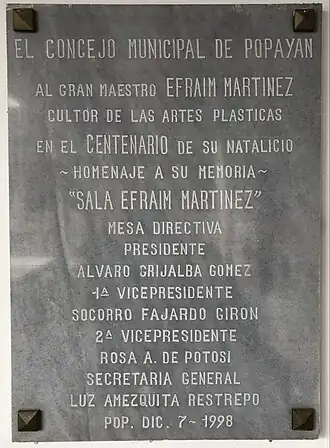 EL CONCEJO MUNICIPAL DE POPAYAN
AL GRAN MAESTRO EFRAIM MARTINEZ
CULTOR DE LAS ARTES PLASTICAS
EN EL CENTENARIO DE SU NATALICIO
~HOMENAJE A SU MEMORIA~
"SALA EFRAIM MARTINEZ"
MESA DIRECTIVA
PRESIDENTE
ALVARO GRIJALBA GOMEZ
1ª VICEPRESIDENTE
SOCORRO FAJARDO GIRON
2ª VICEPRESIDENTE
ROSA A. DE POTOSI
SECRETARIA GENERAL
LUZ AMEZQUITA RESTREPO
POP. DIC. 7~1998